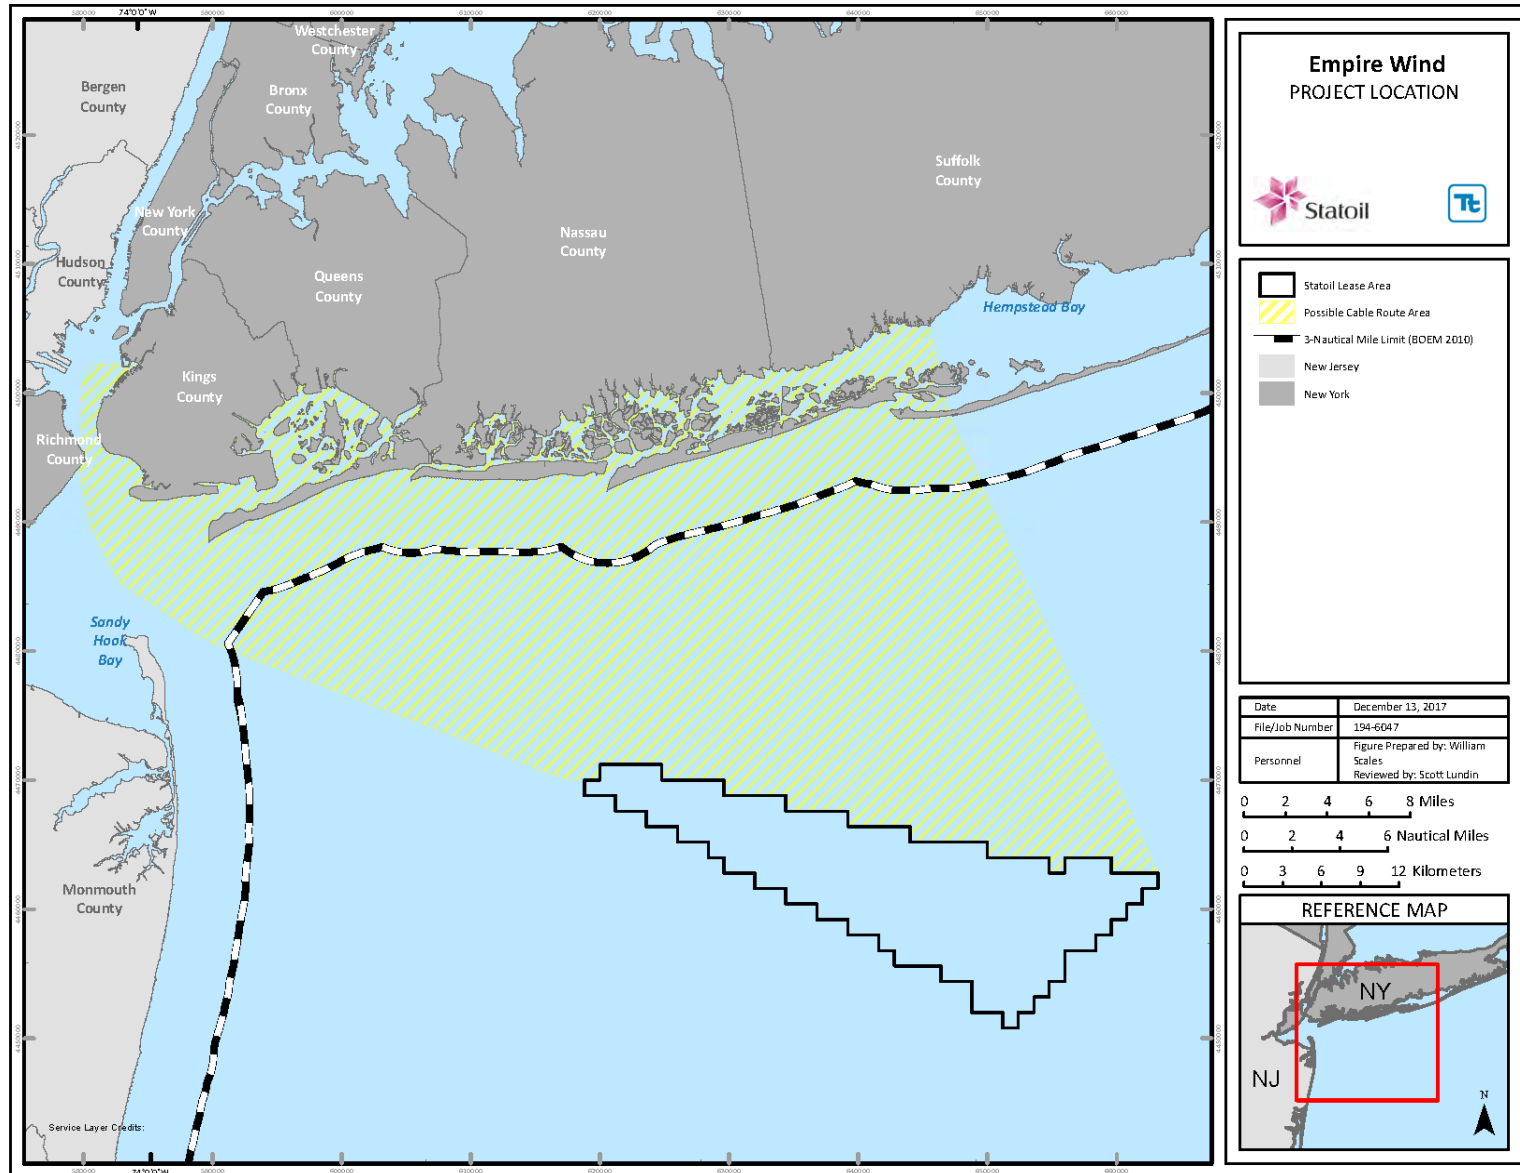 74°0'0" W
Westchester
County
Bergen
County
Bronx
County
Suffolk
County
New York
County
Nassau
County
Hudson
County
Queens
County
Hempstead Bay
Kings
County
Richmond
County
Sandy
Hook
Bay
Monmouth
County
Service Layer Credits:
74°0'0" W
Empire Wind
PROJECT LOCATION
Statoil
Tt
Statoil Lease Area
Possible Cable Route Area
3-Nautical Mile Limit (BOEM 2010)
New Jersey
New York
Date December 13, 2017
File/Job Number 194-6047
Personnel Figure Prepared by: William
Scales
Reviewed by: Scott Lundin
0 2 4 6 8 Miles
0 2 4 6 Nautical Miles
0 3 6 9 12 Kilometers
REFERENCE MAP
NY
NJ
N